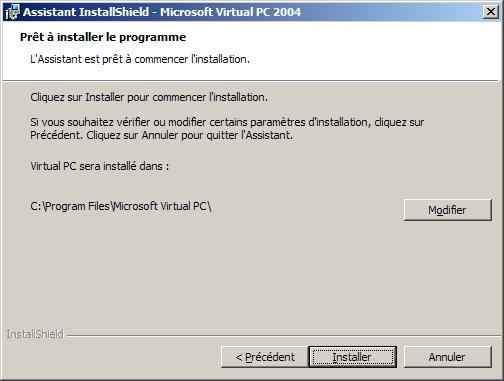 Assistant InstallShield - Microsoft Virtual PC 2004
Prêt à installer le programme
L'Assistant est prêt à commencer l'installation.
Cliquez sur Installer pour commencer l'installation.
Si vous souhaitez vérifier ou modifier certains paramètres d'installation, cliquez sur
Précédent. Cliquez sur Annuler pour quitter l'Assistant.
Virtual PC sera installé dans :
C:\Program Files\Microsoft Virtual PC\
Modifier
InstallShield
< Précédent
Installer
Annuler